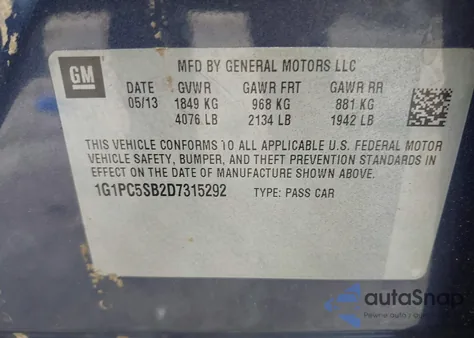 GM
MFD BY GENERAL MOTORS LLC
DATE GVWR GAWR FRT GAWR RR
05/13 1849 KG 968 KG 881 KG
4076 LB 2134 LB 1942 LB
THIS VEHICLE CONFORMS TO ALL APPLICABLE U.S. FEDERAL MOTOR
VEHICLE SAFETY, BUMPER, AND THEFT PREVENTION STANDARDS IN
EFFECT ON THE DATE OF MANUFACTURE SHOWN ABOVE.
1G1PC5SB2D7315292 TYPE: PASS CAR
autoSnap
Pewne auto z